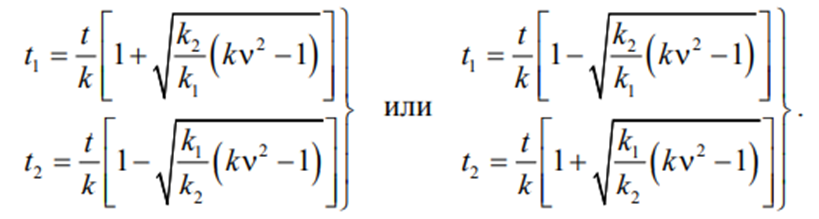 t₁ = t/k [1 + √(k₂/k₁ (kν² − 1))] } или t₁ = t/k [1 − √(k₂/k₁ (kν² − 1))] } .
t₂ = t/k [1 − √(k₁/k₂ (kν² − 1))] } t₂ = t/k [1 + √(k₁/k₂ (kν² − 1))] }